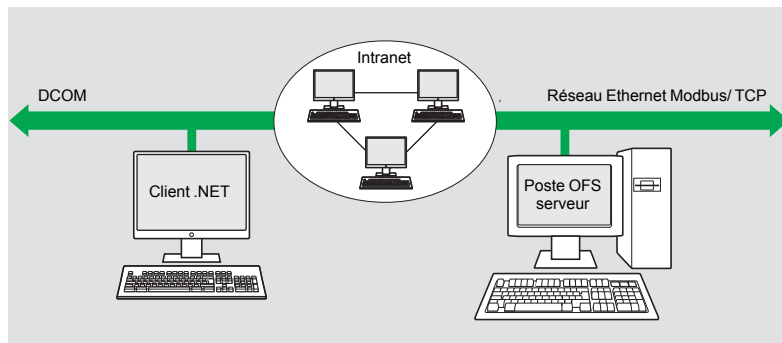 Intranet
DCOM
Réseau Ethernet Modbus/ TCP
Client .NET
Poste OFS
serveur